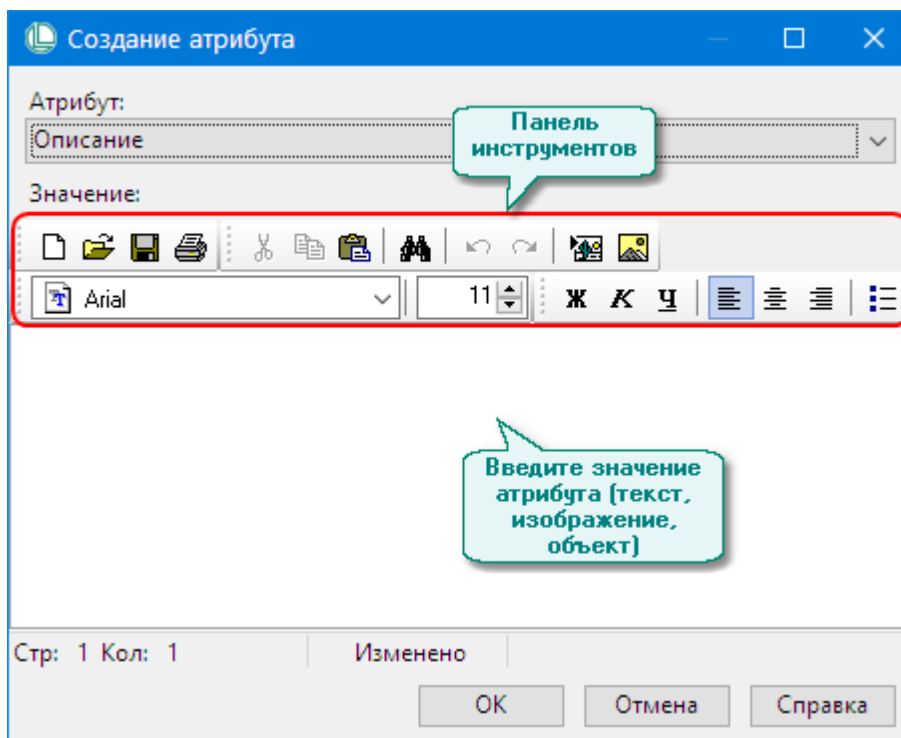 Создание атрибута
Атрибут:
Описание
Панель
инструментов
Значение:
Arial
11
Ж К Ч
Введите значение
атрибута (текст,
изображение,
объект)
Стр: 1 Кол: 1
Изменено
ОК
Отмена
Справка